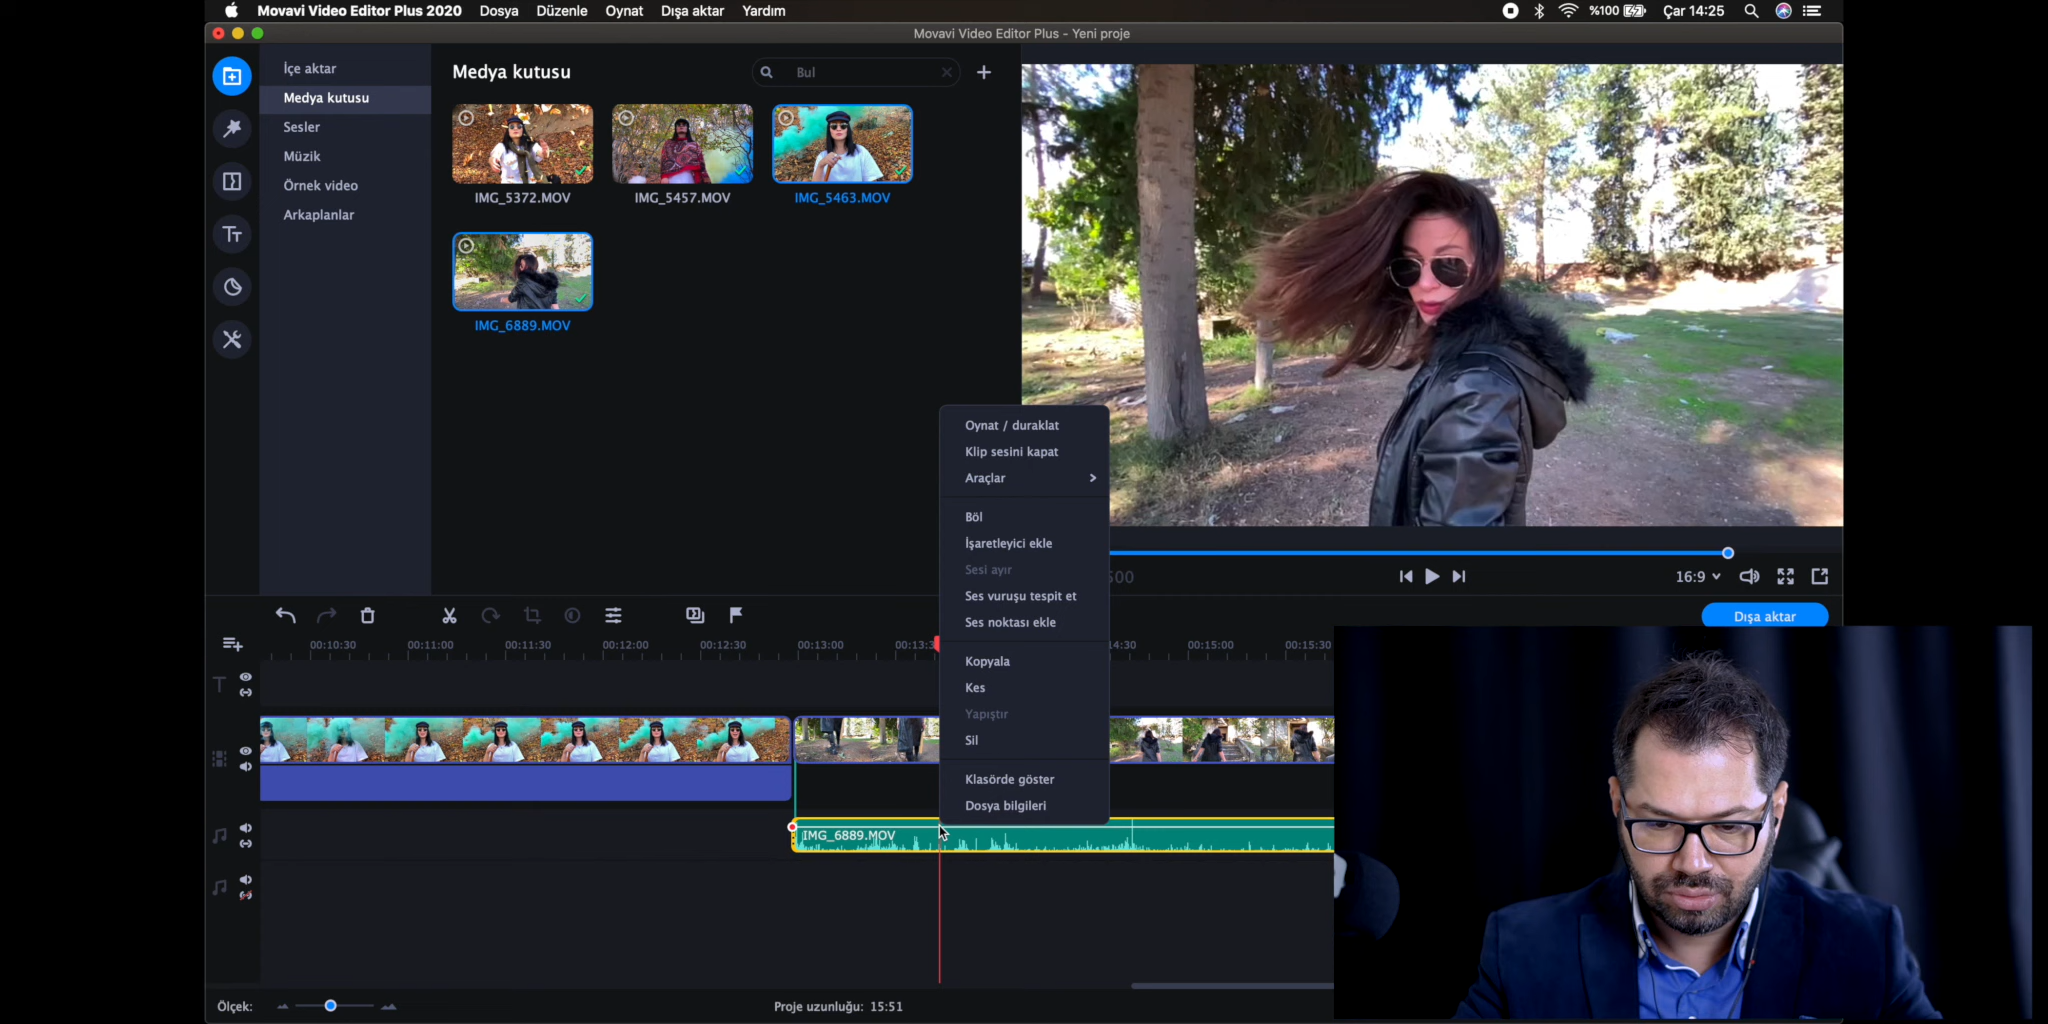 Movavi Video Editor Plus 2020 Dosya Düzenle Oynat Dışa aktar Yardım %100 Çar 14:25
Movavi Video Editor Plus - Yeni proje
İçe aktar
Medya kutusu
Sesler
Müzik
Örnek video
Arkaplanlar
Medya kutusu
Bul
IMG_5372.MOV
IMG_5457.MOV
IMG_5463.MOV
IMG_6889.MOV
Oynat / duraklat
Klip sesini kapat
Araçlar
Böl
İşaretleyici ekle
Sesi ayır
Ses vuruşu tespit et
Ses noktası ekle
Kopyala
Kes
Yapıştır
Sil
Klasörde göster
Dosya bilgileri
16:9
Dışa aktar
00:10:30 00:11:00 00:11:30 00:12:00 00:12:30 00:13:00 00:15:00 00:15:30
IMG_6889.MOV
Ölçek:
Proje uzunluğu: 15:51